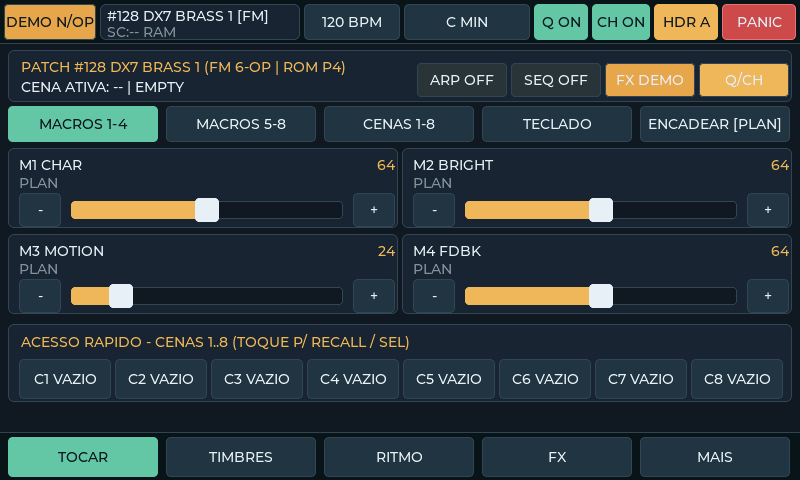 DEMO N/OP
#128 DX7 BRASS 1 [FM]
SC:-- RAM
120 BPM
C MIN
Q ON
CH ON
HDR A
PANIC
PATCH #128 DX7 BRASS 1 (FM 6-OP | ROM P4)
CENA ATIVA: -- | EMPTY
ARP OFF
SEQ OFF
FX DEMO
Q/CH
MACROS 1-4
MACROS 5-8
CENAS 1-8
TECLADO
ENCADEAR [PLAN]
M1 CHAR
64
PLAN
-
+
M2 BRIGHT
64
PLAN
-
+
M3 MOTION
24
PLAN
-
+
M4 FDBK
64
PLAN
-
+
ACESSO RAPIDO - CENAS 1..8 (TOQUE P/ RECALL / SEL)
C1 VAZIO
C2 VAZIO
C3 VAZIO
C4 VAZIO
C5 VAZIO
C6 VAZIO
C7 VAZIO
C8 VAZIO
TOCAR
TIMBRES
RITMO
FX
MAIS